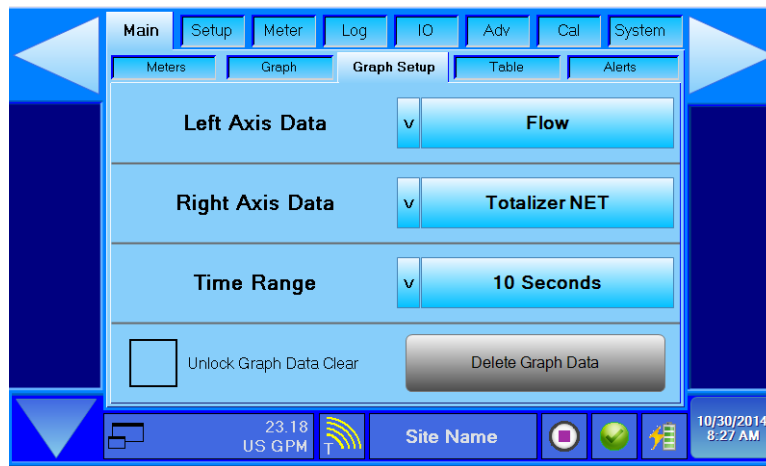 Main Setup Meter Log IO Adv Cal System
Meters Graph Graph Setup Table Alerts
Left Axis Data v Flow
Right Axis Data v Totalizer NET
Time Range v 10 Seconds
Unlock Graph Data Clear Delete Graph Data
23.18
US GPM T Site Name
10/30/2014
8:27 AM